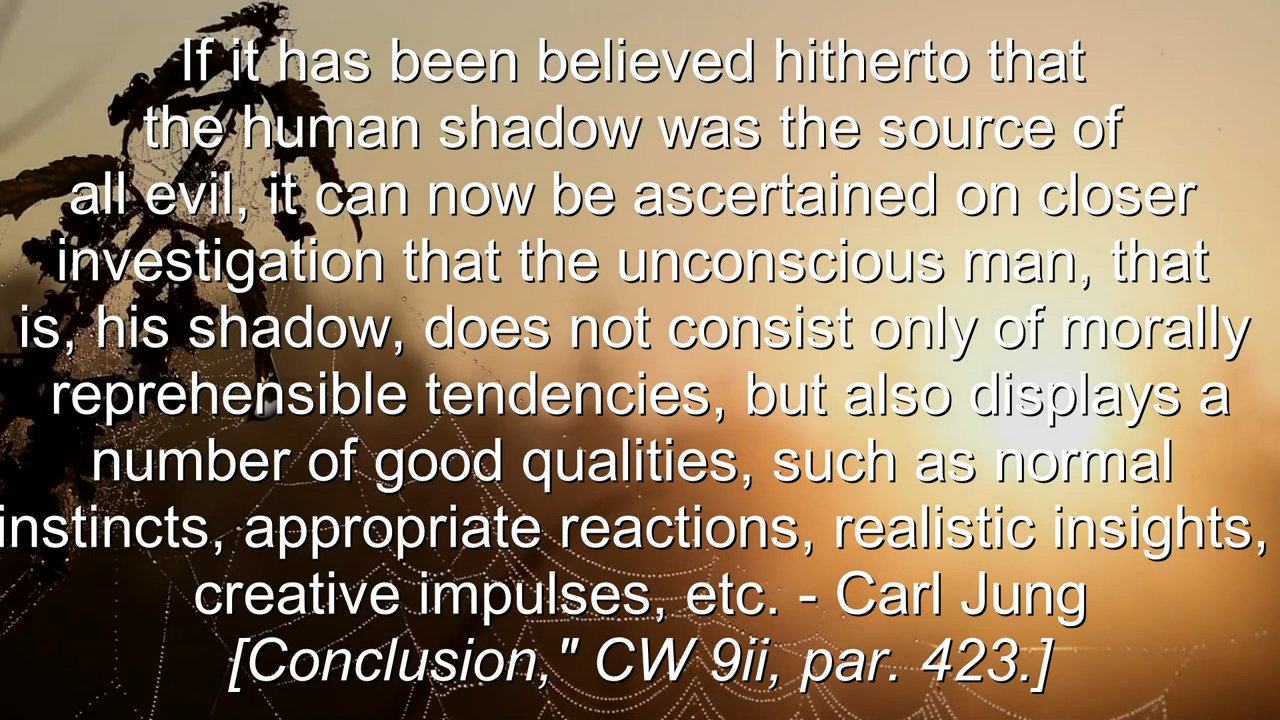 If it has been believed hitherto that
the human shadow was the source of
all evil, it can now be ascertained on closer
investigation that the unconscious man, that
is, his shadow, does not consist only of morally
reprehensible tendencies, but also displays a
number of good qualities, such as normal
instincts, appropriate reactions, realistic insights,
creative impulses, etc. - Carl Jung
[Conclusion," CW 9ii, par. 423.]